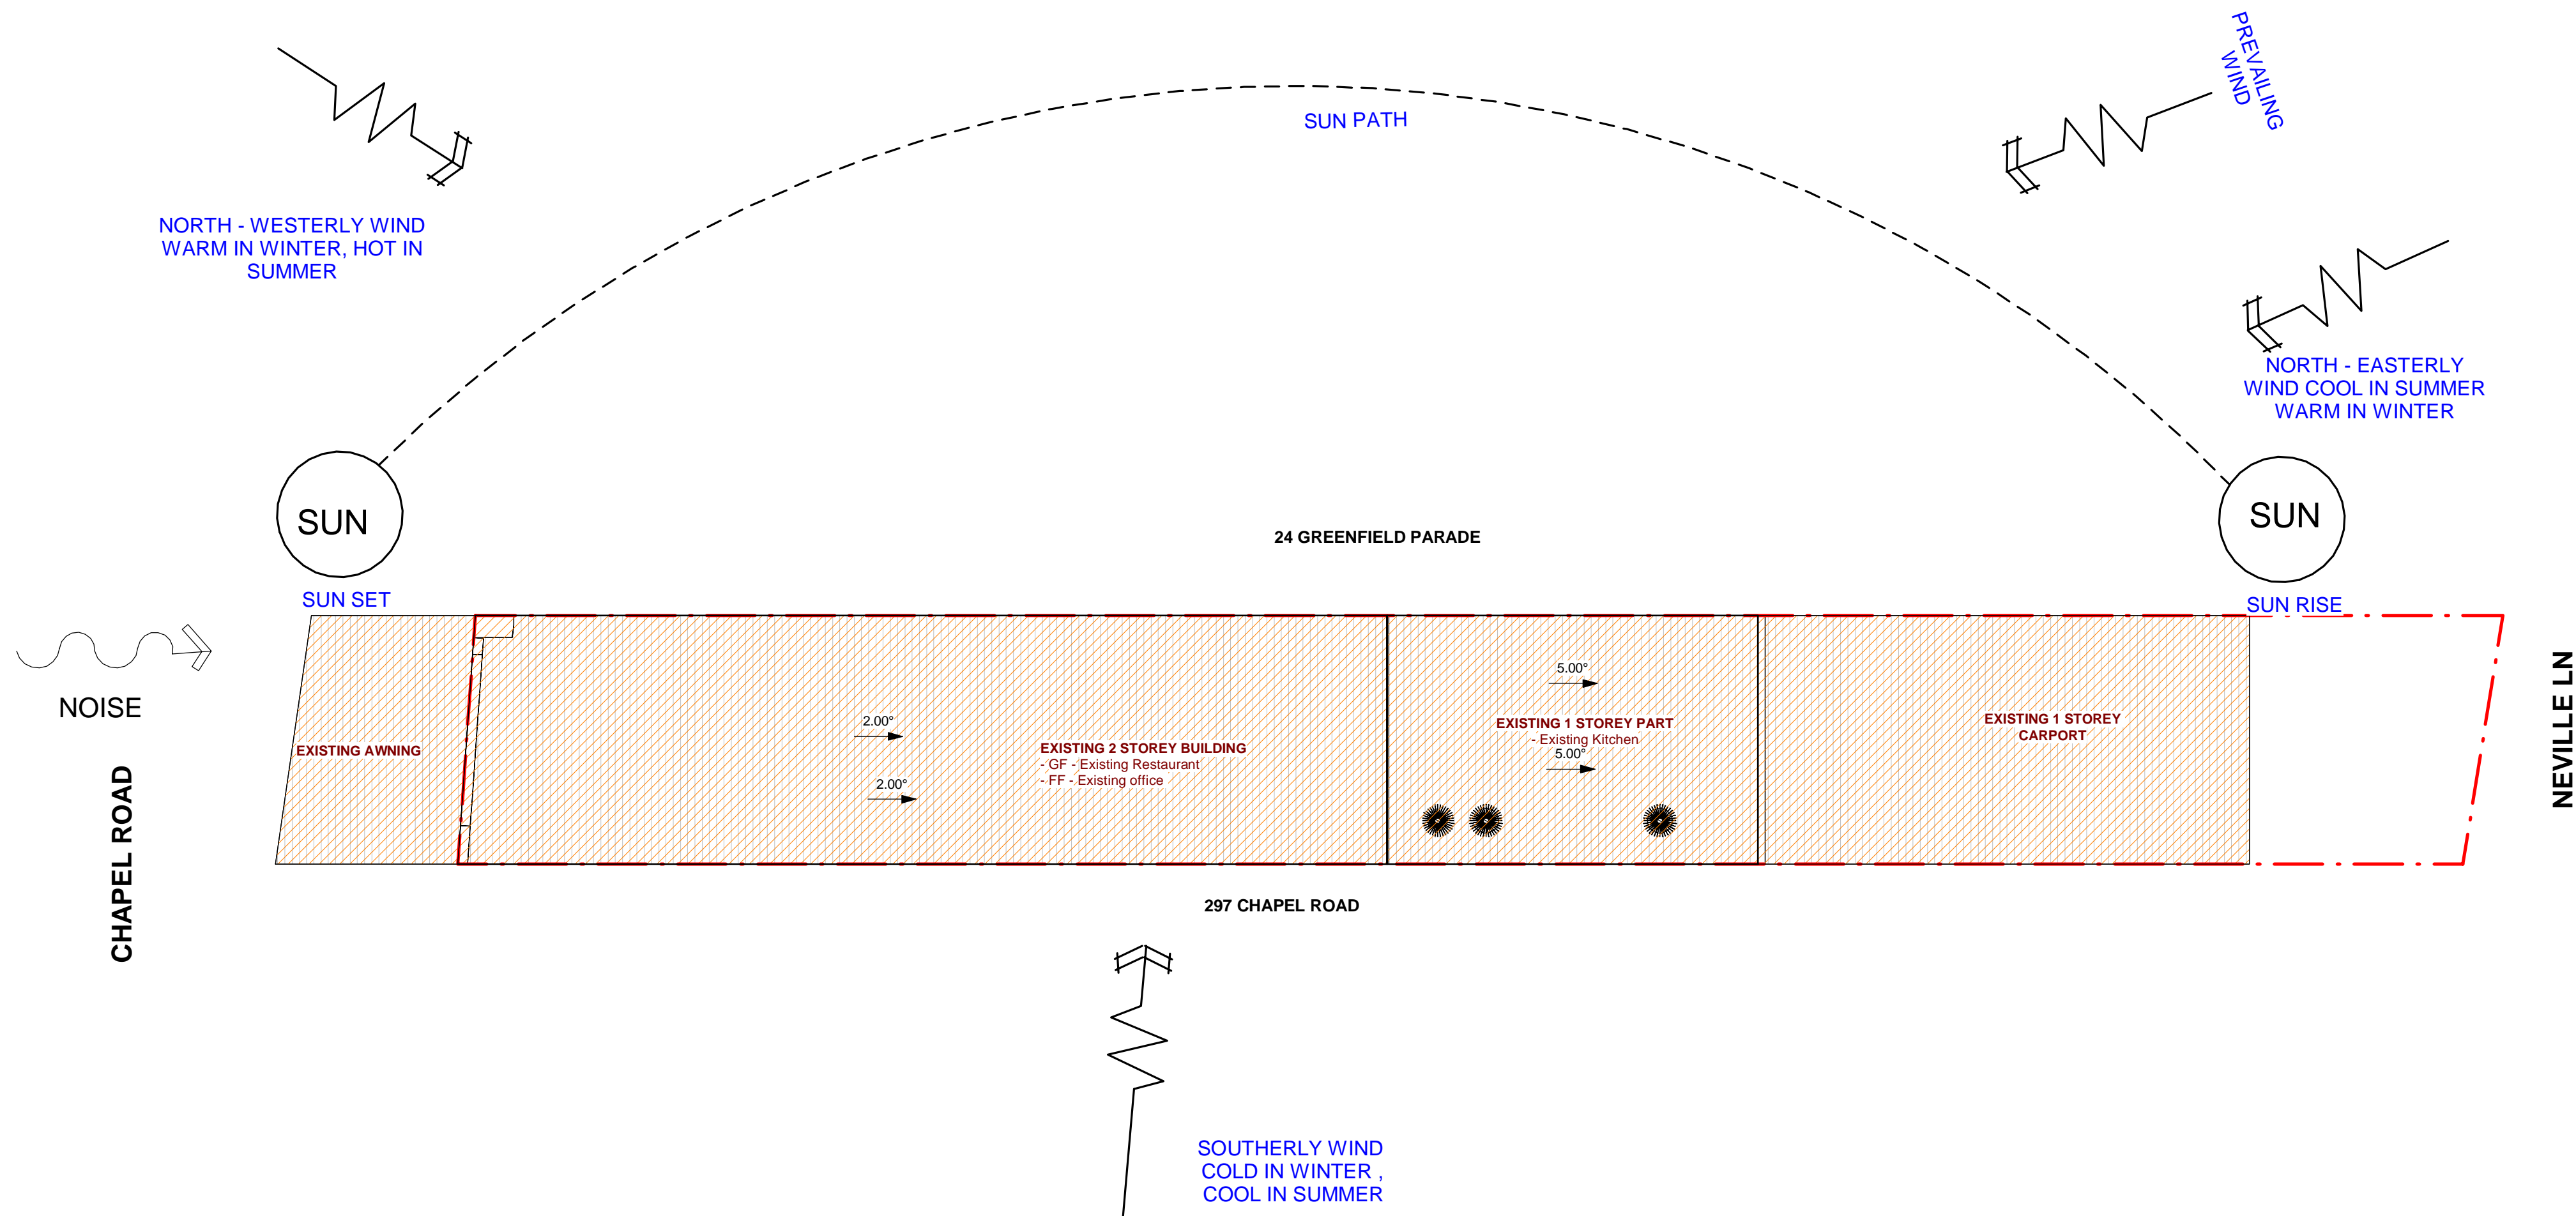 PREVAILING
WIND
SUN PATH
NORTH - WESTERLY WIND
WARM IN WINTER, HOT IN
SUMMER
NORTH - EASTERLY
WIND COOL IN SUMMER
WARM IN WINTER
SUN
SUN
24 GREENFIELD PARADE
SUN SET
SUN RISE
NOISE
CHAPEL ROAD
NEVILLE LN
EXISTING AWNING
2.00°
2.00°
EXISTING 2 STOREY BUILDING
- GF - Existing Restaurant
- FF - Existing office
5.00°
EXISTING 1 STOREY PART
- Existing Kitchen
5.00°
EXISTING 1 STOREY
CARPORT
297 CHAPEL ROAD
SOUTHERLY WIND
COLD IN WINTER ,
COOL IN SUMMER